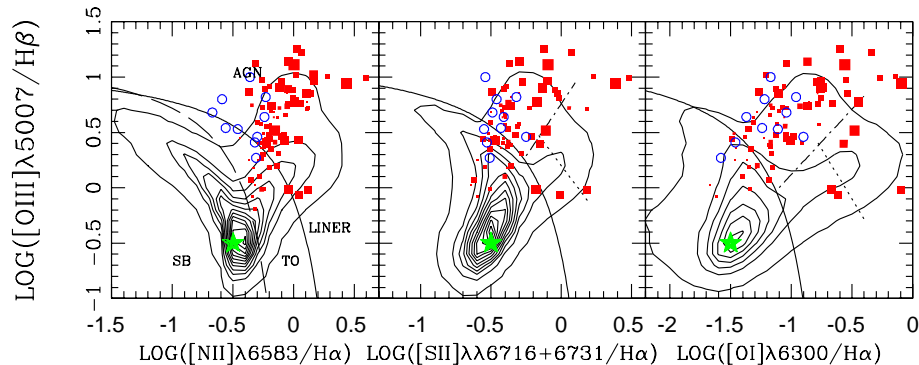 LOG([OIII]λ5007/Hβ)
1.5
1
0.5
0
−0.5
−1
AGN
LINER
SB
TO
-1.5 -1 -0.5 0 0.5
-1 -0.5 0 0.5
-2 -1.5 -1 -0.5 0
LOG([NII]λ6583/Hα)
LOG([SII]λλ6716+6731/Hα)
LOG([OI]λ6300/Hα)